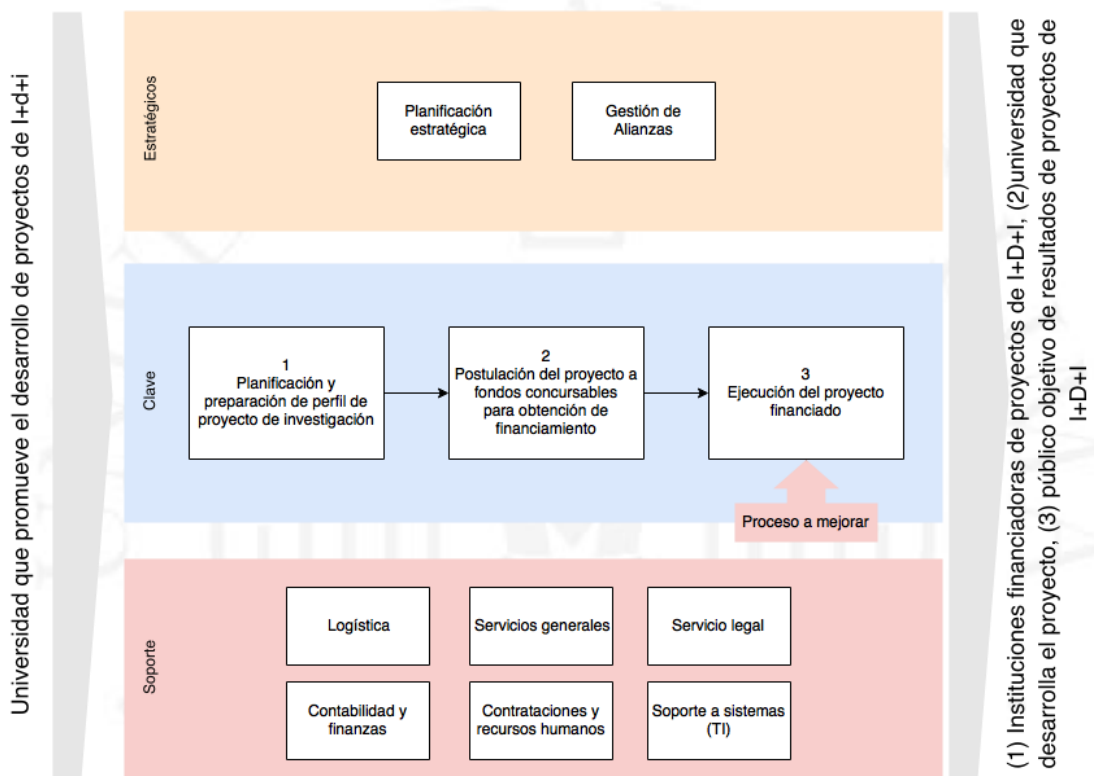 Universidad que promueve el desarrollo de proyectos de I+d+i
Estratégicos
Planificación
estratégica
Gestión de
Alianzas
Clave
1
Planificación y
preparación de perfil de
proyecto de investigación
2
Postulación del proyecto a
fondos concursables
para obtención de
financiamiento
3
Ejecución del proyecto
financiado
Proceso a mejorar
Soporte
Logística
Servicios generales
Servicio legal
Contabilidad y
finanzas
Contrataciones y
recursos humanos
Soporte a sistemas
(TI)
(1) Instituciones financiadoras de proyectos de I+D+I, (2)universidad que
desarrolla el proyecto, (3) público objetivo de resultados de proyectos de
I+D+I